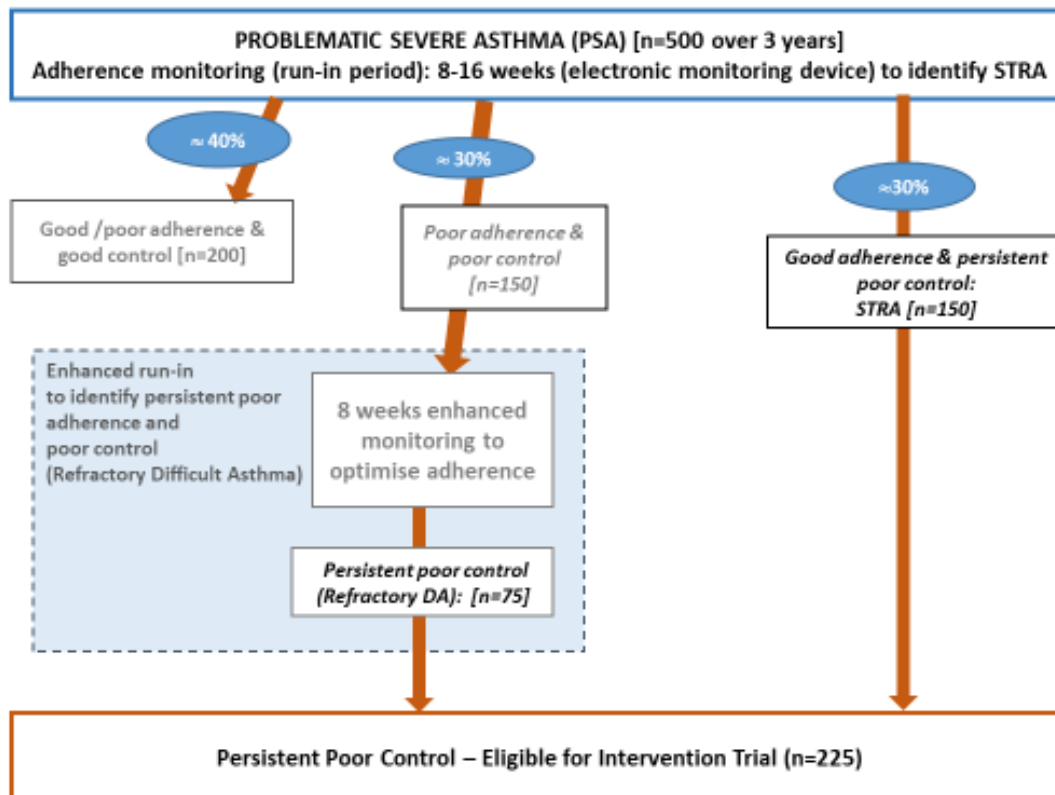 PROBLEMATIC SEVERE ASTHMA (PSA) [n=500 over 3 years]
Adherence monitoring (run-in period): 8-16 weeks (electronic monitoring device) to identify STRA
≈ 40%
≈ 30%
≈30%
Good /poor adherence &
good control [n=200]
Poor adherence &
poor control
[n=150]
Good adherence & persistent
poor control:
STRA [n=150]
Enhanced run-in
to identify persistent poor
adherence and
poor control
(Refractory Difficult Asthma)
8 weeks enhanced
monitoring to
optimise adherence
Persistent poor control
(Refractory DA): [n=75]
Persistent Poor Control – Eligible for Intervention Trial (n=225)